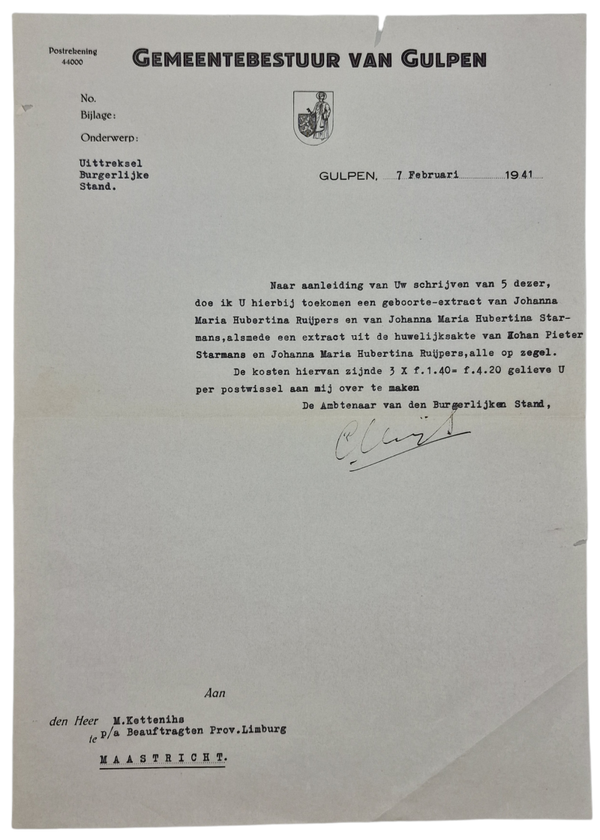 Postrekening
44000
GEMEENTEBESTUUR VAN GULPEN
No.
Bijlage:
Onderwerp:
Uittreksel
Burgerlijke
Stand.
GULPEN, 7 Februari 1941
Naar aanleiding van Uw schrijven van 5 dezer,
doe ik U hierbij toekomen een geboorte-extract van Johanna
Maria Hubertina Ruijpers en van Johanna Maria Hubertina Star-
mans,alsmede een extract uit de huwelijksakte van Johan Pieter
Starmans en Johanna Maria Hubertina Ruijpers,alle op zegel.
De kosten hiervan zijnde 3 X f.1.40= f.4.20 gelieve U
per postwissel aan mij over te maken
De Ambtenaar van den Burgerlijken Stand,
Aan
den Heer M.Kettenihs
te p/a Beauftragten Prov.Limburg
MAASTRICHT.